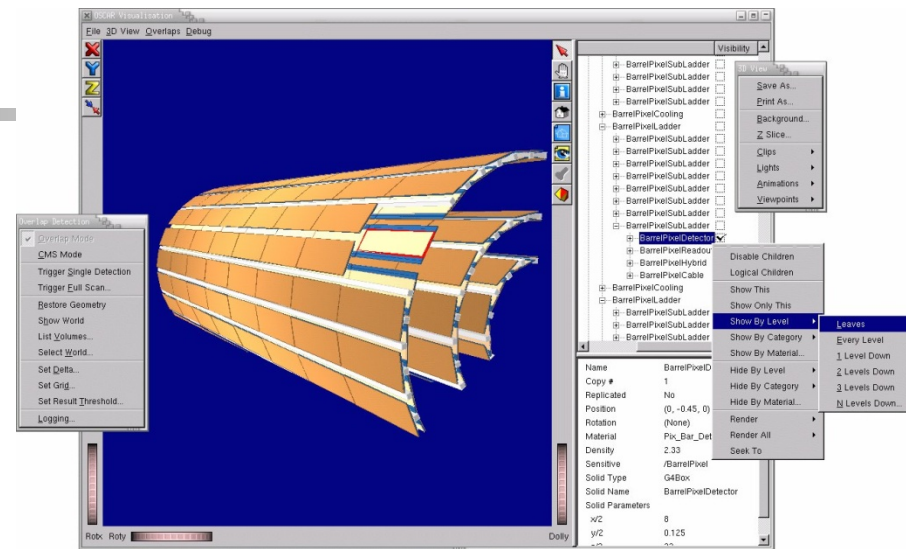 OSCAR Visualisation
File 3D View Overlaps Debug
Visibility
BarrelPixelSubLadder
BarrelPixelSubLadder
BarrelPixelSubLadder
BarrelPixelSubLadder
BarrelPixelCooling
BarrelPixelLadder
BarrelPixelSubLadder
BarrelPixelSubLadder
BarrelPixelSubLadder
BarrelPixelSubLadder
BarrelPixelSubLadder
BarrelPixelSubLadder
BarrelPixelSubLadder
BarrelPixelSubLadder
BarrelPixelDetector
BarrelPixelReadou
BarrelPixelHybrid
BarrelPixelCable
BarrelPixelCooling
BarrelPixelLadder
BarrelPixelSubLadder
BarrelPixelSubLadder
BarrelPixelSubLadder
3D View
Save As...
Print As...
Background...
Z Slice...
Clips
Lights
Animations
Viewpoints
Overlap Detection
Overlap Mode
CMS Mode
Trigger Single Detection
Trigger Full Scan...
Restore Geometry
Show World
List Volumes...
Select World...
Set Delta...
Set Grid...
Set Result Threshold...
Logging...
Disable Children
Logical Children
Show This
Show Only This
Show By Level
Show By Category
Show By Material...
Hide By Level
Hide By Category
Hide By Material...
Render
Render All
Seek To
Leaves
Every Level
1 Level Down
2 Levels Down
3 Levels Down
N Levels Down...
Name BarrelPixelD
Copy # 1
Replicated No
Position (0, -0.45, 0)
Rotation (None)
Material Pix_Bar_Det
Density 2.33
Sensitive /BarrelPixel
Solid Type G4Box
Solid Name BarrelPixelDetector
Solid Parameters
x/2 8
y/2 0.125
Rotx Roty Dolly